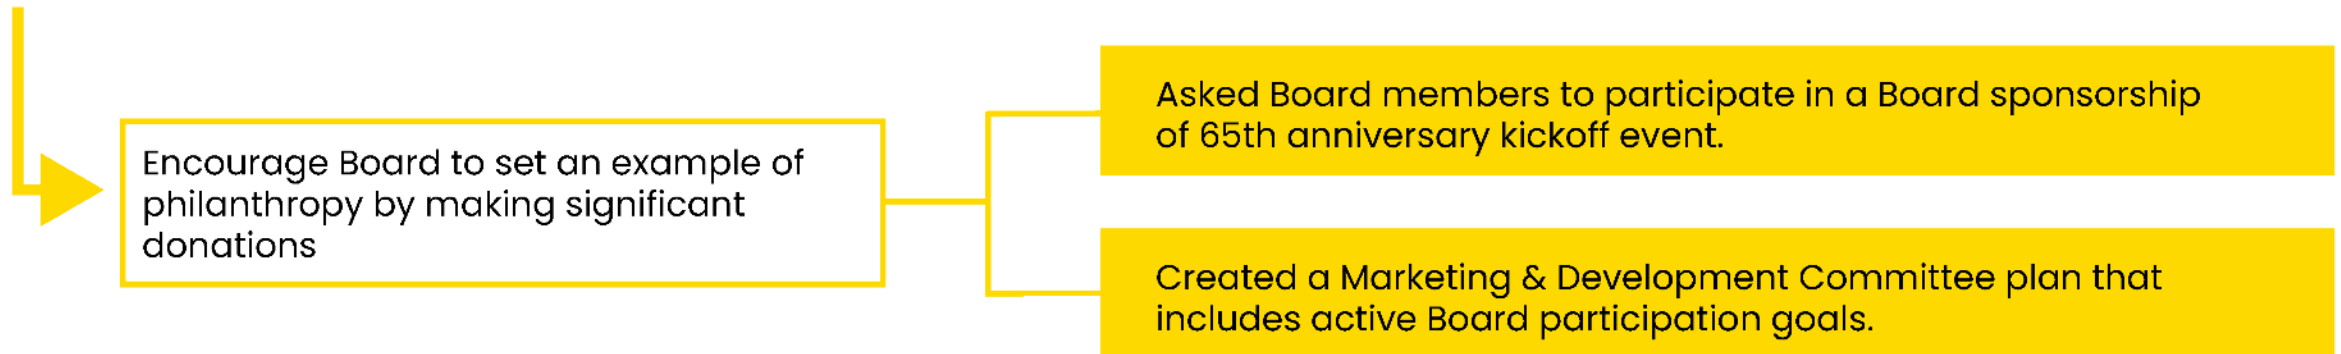 Encourage Board to set an example of
philanthropy by making significant
donations
Asked Board members to participate in a Board sponsorship
of 65th anniversary kickoff event.
Created a Marketing & Development Committee plan that
includes active Board participation goals.